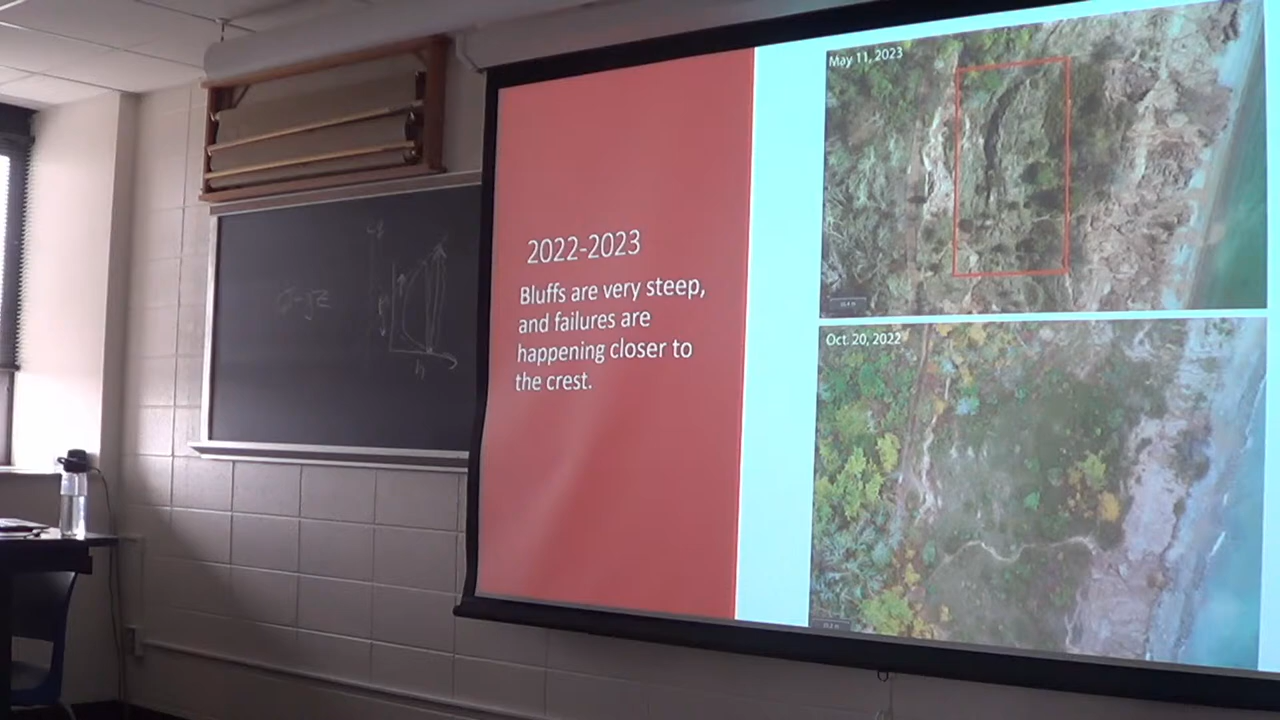 2022-2023
Bluffs are very steep,
and failures are
happening closer to
the crest.
May 11, 2023
Oct. 20, 2022